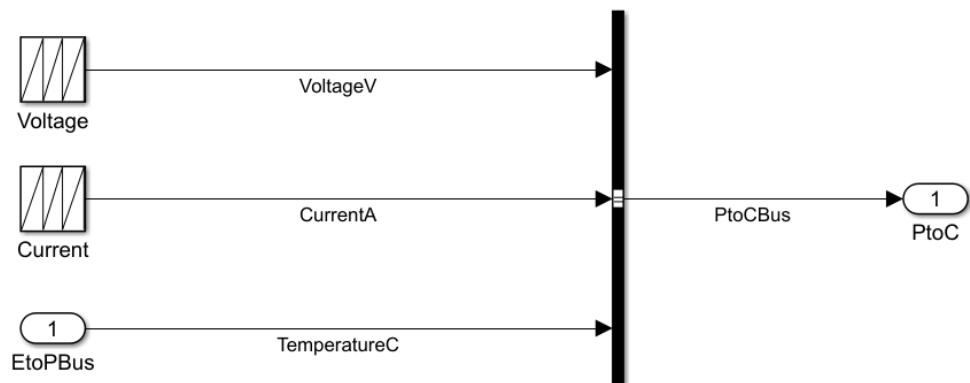 VoltageV
Voltage
CurrentA
Current
PtoCBus
1
PtoC
1
EtoPBus
TemperatureC